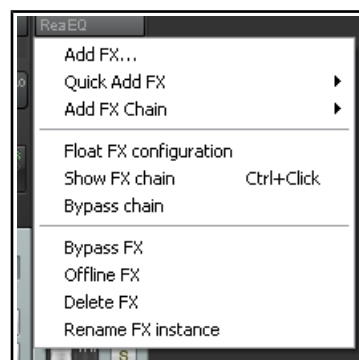 ReaEQ
Add FX...
Quick Add FX
Add FX Chain
Float FX configuration
Show FX chain Ctrl+Click
Bypass chain
Bypass FX
Offline FX
Delete FX
Rename FX instance
S